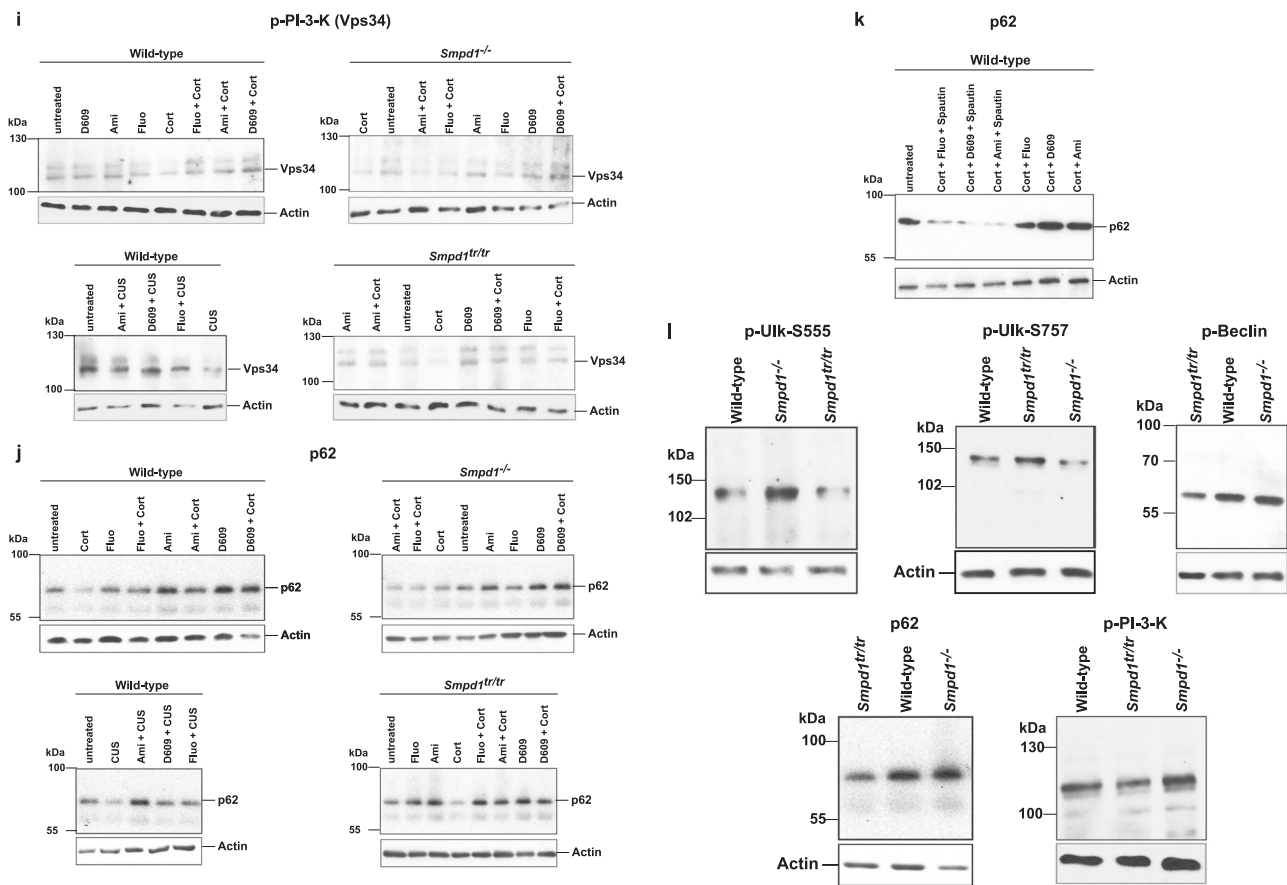 i
p-PI-3-K (Vps34)
Wild-type
kDa
untreated
D609
Ami
Fluo
Cort
Fluo + Cort
Ami + Cort
D609 + Cort
130
Vps34
100
Actin
Smpd1-/-
kDa
Cort
untreated
Ami + Cort
Fluo + Cort
Ami
Fluo
D609
D609 + Cort
130
Vps34
100
Actin
Wild-type
kDa
untreated
Ami + CUS
D609 + CUS
Fluo + CUS
CUS
130
Vps34
100
Actin
Smpd1tr/tr
kDa
Ami
Ami + Cort
untreated
Cort
D609
D609 + Cort
Fluo
Fluo + Cort
130
Vps34
100
Actin
j
p62
Wild-type
kDa
untreated
Cort
Fluo
Fluo + Cort
Ami
Ami + Cort
D609
D609 + Cort
100
p62
55
Actin
Smpd1-/-
kDa
Ami + Cort
Fluo + Cort
Cort
untreated
Ami
Fluo
D609
D609 + Cort
100
p62
55
Actin
Wild-type
kDa
untreated
CUS
Ami + CUS
D609 + CUS
Fluo + CUS
100
p62
55
Actin
Smpd1tr/tr
kDa
untreated
Fluo
Ami
Cort
Fluo + Cort
Ami + Cort
D609
D609 + Cort
100
p62
55
Actin
k
p62
Wild-type
kDa
untreated
Cort + Fluo + Spautin
Cort + D609 + Spautin
Cort + Ami + Spautin
Cort + Fluo
Cort + D609
Cort + Ami
100
p62
55
Actin
l
p-Ulk-S555
Wild-type
Smpd1-/-
Smpd1tr/tr
kDa
150
102
p-Ulk-S757
Wild-type
Smpd1tr/tr
Smpd1-/-
kDa
150
102
Actin
p-Beclin
Smpd1tr/tr
Wild-type
Smpd1-/-
kDa
100
70
55
p62
Smpd1tr/tr
Wild-type
Smpd1-/-
kDa
100
55
Actin
p-PI-3-K
Wild-type
Smpd1tr/tr
Smpd1-/-
kDa
130
100